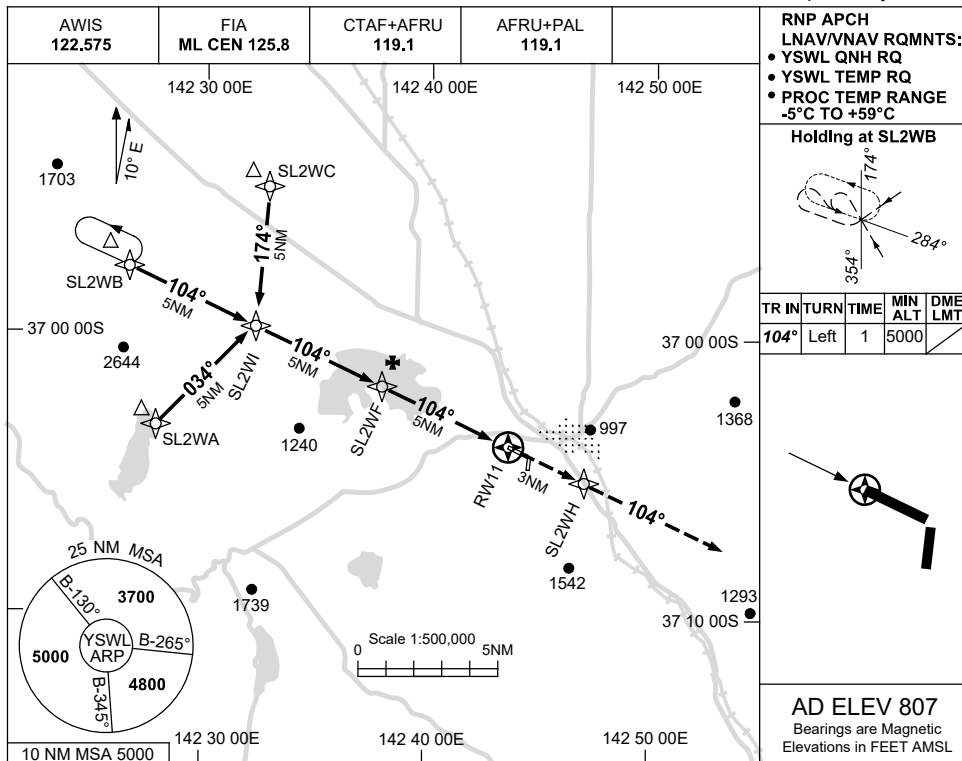 AWIS
122.575
FIA
ML CEN 125.8
CTAF+AFRU
119.1
AFRU+PAL
119.1
RNP APCH
LNAV/VNAV RQMNTS:
• YSWL QNH RQ
• YSWL TEMP RQ
• PROC TEMP RANGE
-5°C TO +59°C
142 30 00E
142 40 00E
142 50 00E
10° E
1703
SL2WC
174°
5NM
SL2WB
104°
5NM
37 00 00S
37 00 00S
2644
SL2WI
104°
5NM
034°
5NM
SL2WA
1240
SL2WF
104°
5NM
997
1368
RW11
3NM
SL2WH
104°
1542
1739
1293
37 10 00S
25 NM MSA
B-130°
3700
YSWL
ARP
B-265°
5000
B-345°
4800
Scale 1:500,000
0
5NM
142 30 00E
142 40 00E
142 50 00E
10 NM MSA 5000
Holding at SL2WB
174°
284°
354°
TR IN TURN TIME MIN ALT DME LMT
104° Left 1 5000
AD ELEV 807
Bearings are Magnetic
Elevations in FEET AMSL